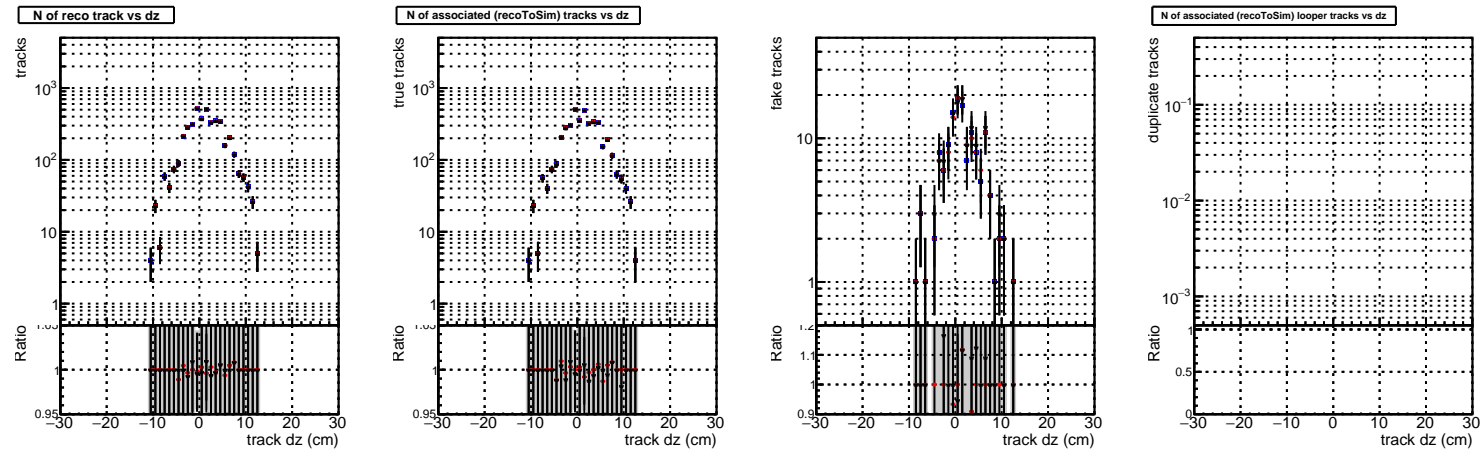 N of reco track vs dz
tracks
10³
10²
10
1
Ratio
1
0.95
−30 −20 −10 0 10 20 30
track dz (cm)
N of associated (recoToSim) tracks vs dz
true tracks
10³
10²
10
1
Ratio
1
0.95
−30 −20 −10 0 10 20 30
track dz (cm)
fake tracks
10
1
Ratio
1.2
1.1
1
0.9
−30 −20 −10 0 10 20 30
track dz (cm)
N of associated (recoToSim) looper tracks vs dz
duplicate tracks
10⁻¹
10⁻²
10⁻³
Ratio
1
0.5
0
−30 −20 −10 0 10 20 30
track dz (cm)